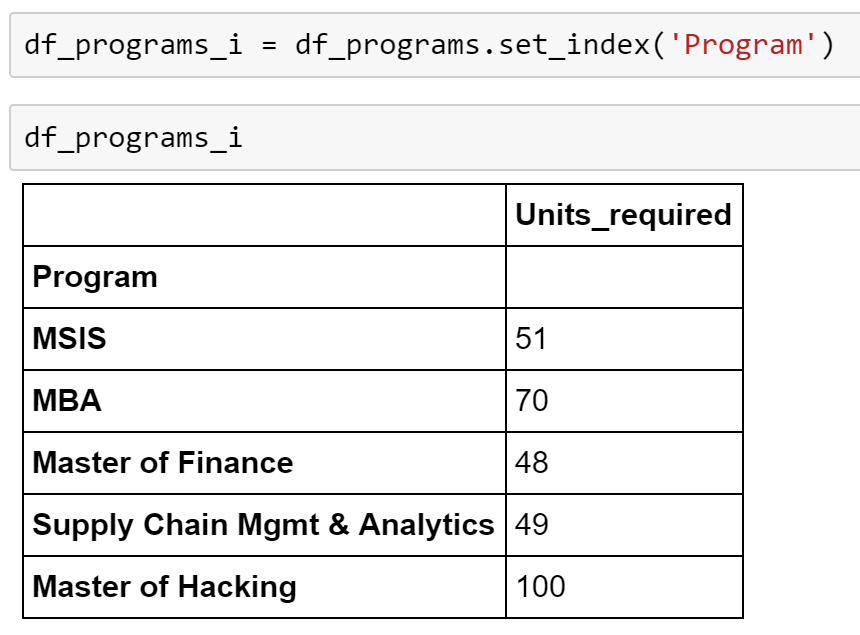 df_programs_i = df_programs.set_index('Program')
df_programs_i
Units_required
Program
MSIS 51
MBA 70
Master of Finance 48
Supply Chain Mgmt & Analytics 49
Master of Hacking 100